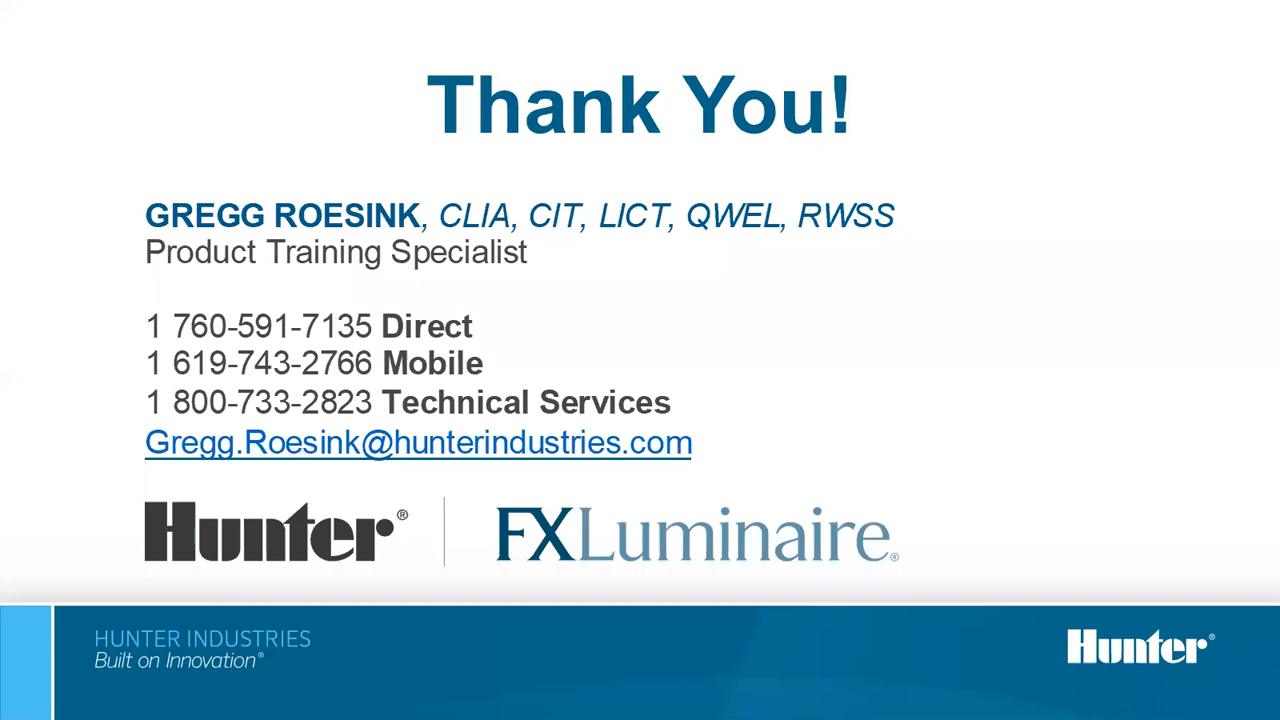 Thank You!
GREGG ROESINK, CLIA, CIT, LICT, QWEL, RWSS
Product Training Specialist
1 760-591-7135 Direct
1 619-743-2766 Mobile
1 800-733-2823 Technical Services
Gregg.Roesink@hunterindustries.com
Hunter® FXLuminaire®
HUNTER INDUSTRIES
Built on Innovation®
Hunter®